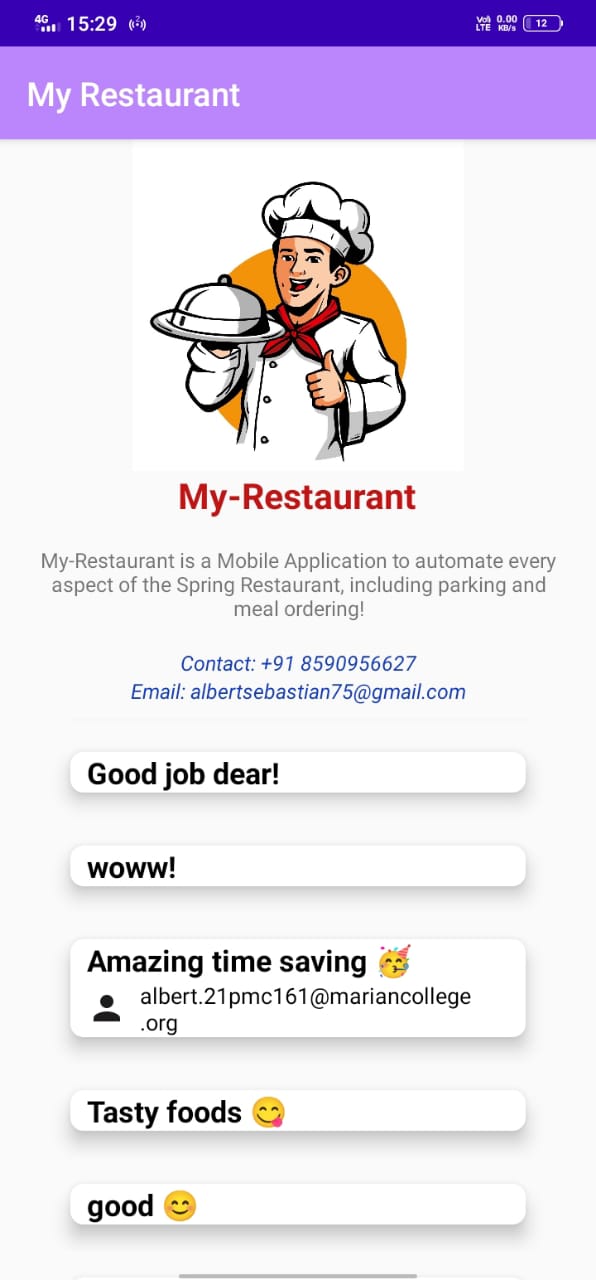 4G 15:29 Vo) LTE 0.00 KB/s 12
My Restaurant
My-Restaurant
My-Restaurant is a Mobile Application to automate every
aspect of the Spring Restaurant, including parking and
meal ordering!
Contact: +91 8590956627
Email: albertsebastian75@gmail.com
Good job dear!
woww!
Amazing time saving 🥳
albert.21pmc161@mariancollege
.org
Tasty foods 😋
good 😊